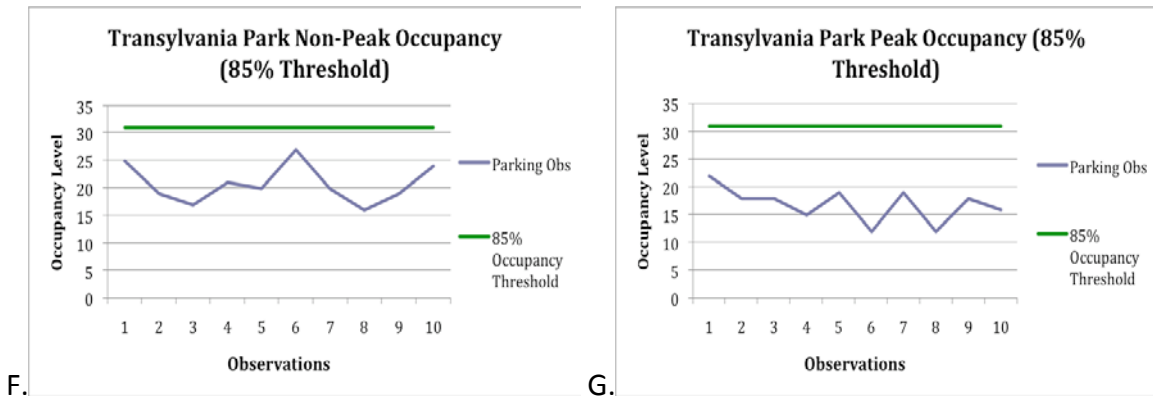 Transylvania Park Non-Peak Occupancy
(85% Threshold)
35
30
25
20
15
10
5
0
Occupancy Level
1 2 3 4 5 6 7 8 9 10
Observations
Parking Obs
85%
Occupancy
Threshold
F.
Transylvania Park Peak Occupancy (85%
Threshold)
35
30
25
20
15
10
5
0
Occupancy Level
1 2 3 4 5 6 7 8 9 10
Observations
Parking Obs
85%
Occupancy
Threshold
G.